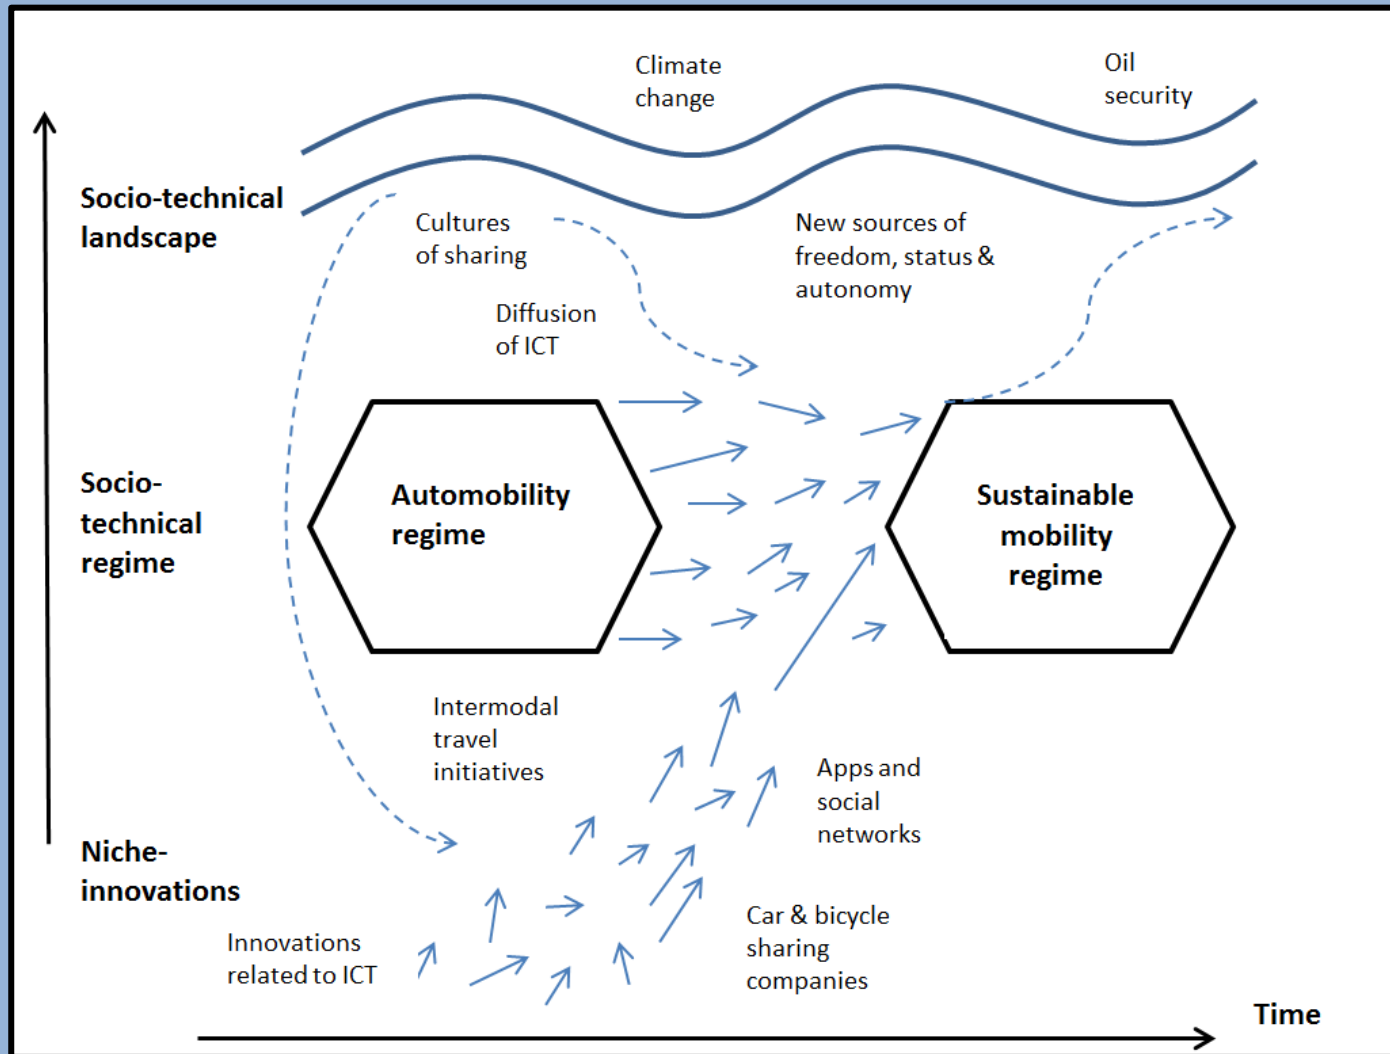 Climate
change
Oil
security
Socio-technical
landscape
Cultures
of sharing
New sources of
freedom, status &
autonomy
Diffusion
of ICT
Socio-
technical
regime
Automobility
regime
Sustainable
mobility
regime
Intermodal
travel
initiatives
Apps and
social
networks
Niche-
innovations
Innovations
related to ICT
Car & bicycle
sharing
companies
Time